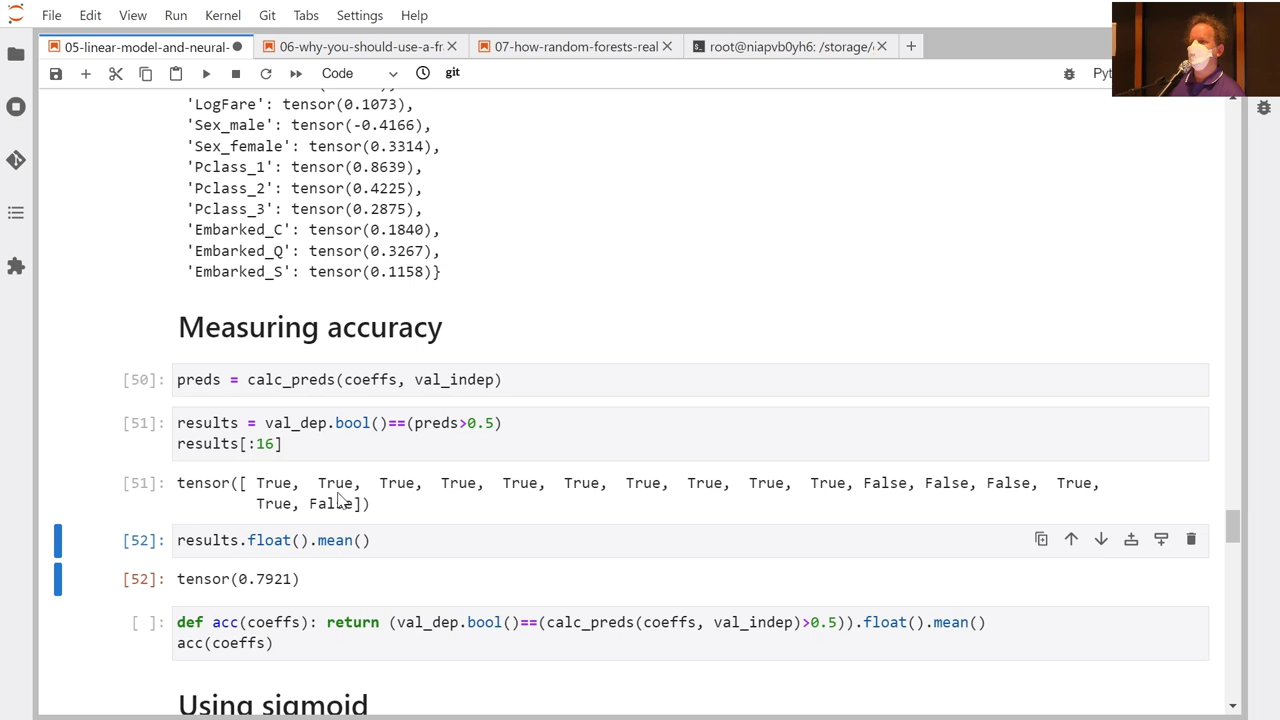 File Edit View Run Kernel Git Tabs Settings Help
05-linear-model-and-neural- 06-why-you-should-use-a-fr 07-how-random-forests-real root@niapvb0yh6: /storage/
Code git
'LogFare': tensor(0.1073),
'Sex_male': tensor(-0.4166),
'Sex_female': tensor(0.3314),
'Pclass_1': tensor(0.8639),
'Pclass_2': tensor(0.4225),
'Pclass_3': tensor(0.2875),
'Embarked_C': tensor(0.1840),
'Embarked_Q': tensor(0.3267),
'Embarked_S': tensor(0.1158)}
Measuring accuracy
[50]: preds = calc_preds(coeffs, val_indep)
[51]: results = val_dep.bool()==(preds>0.5)
results[:16]
[51]: tensor([ True, True, True, True, True, True, True, True, True, True, False, False, False, True,
True, False])
[52]: results.float().mean()
[52]: tensor(0.7921)
[ ]: def acc(coeffs): return (val_dep.bool()==(calc_preds(coeffs, val_indep)>0.5)).float().mean()
acc(coeffs)
Using sigmoid